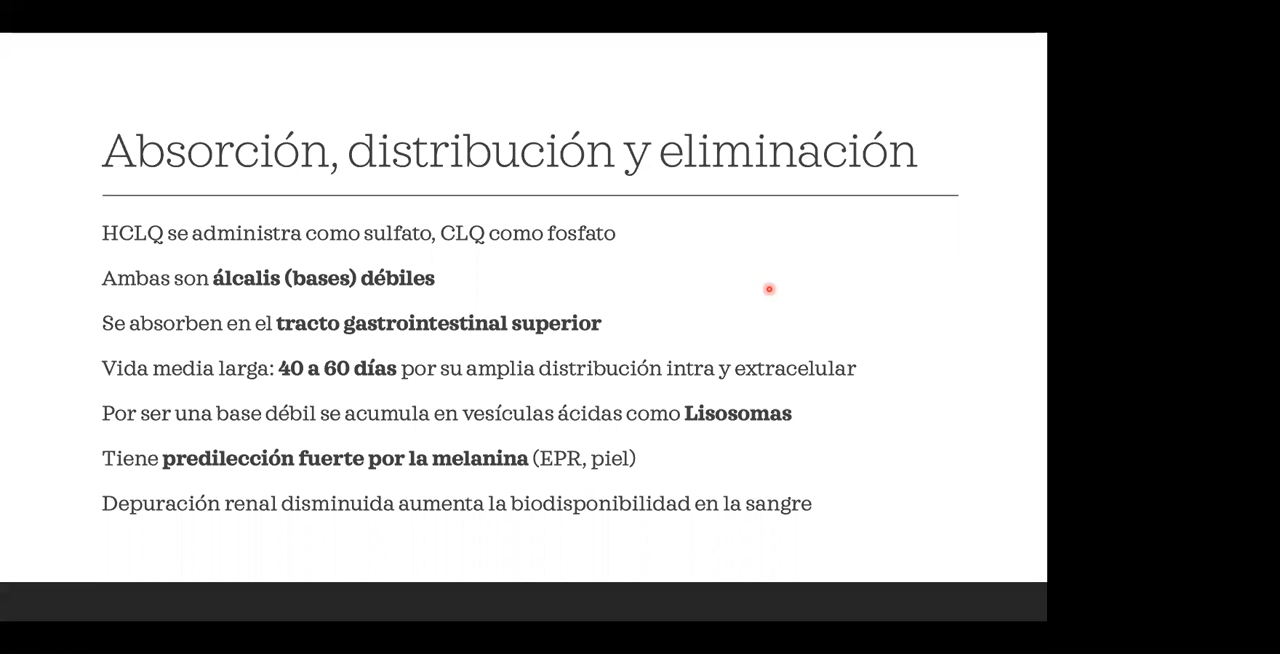 Absorción, distribución y eliminación
HCLQ se administra como sulfato, CLQ como fosfato
Ambas son álcalis (bases) débiles
Se absorben en el tracto gastrointestinal superior
Vida media larga: 40 a 60 días por su amplia distribución intra y extracelular
Por ser una base débil se acumula en vesículas ácidas como Lisosomas
Tiene predilección fuerte por la melanina (EPR, piel)
Depuración renal disminuida aumenta la biodisponibilidad en la sangre